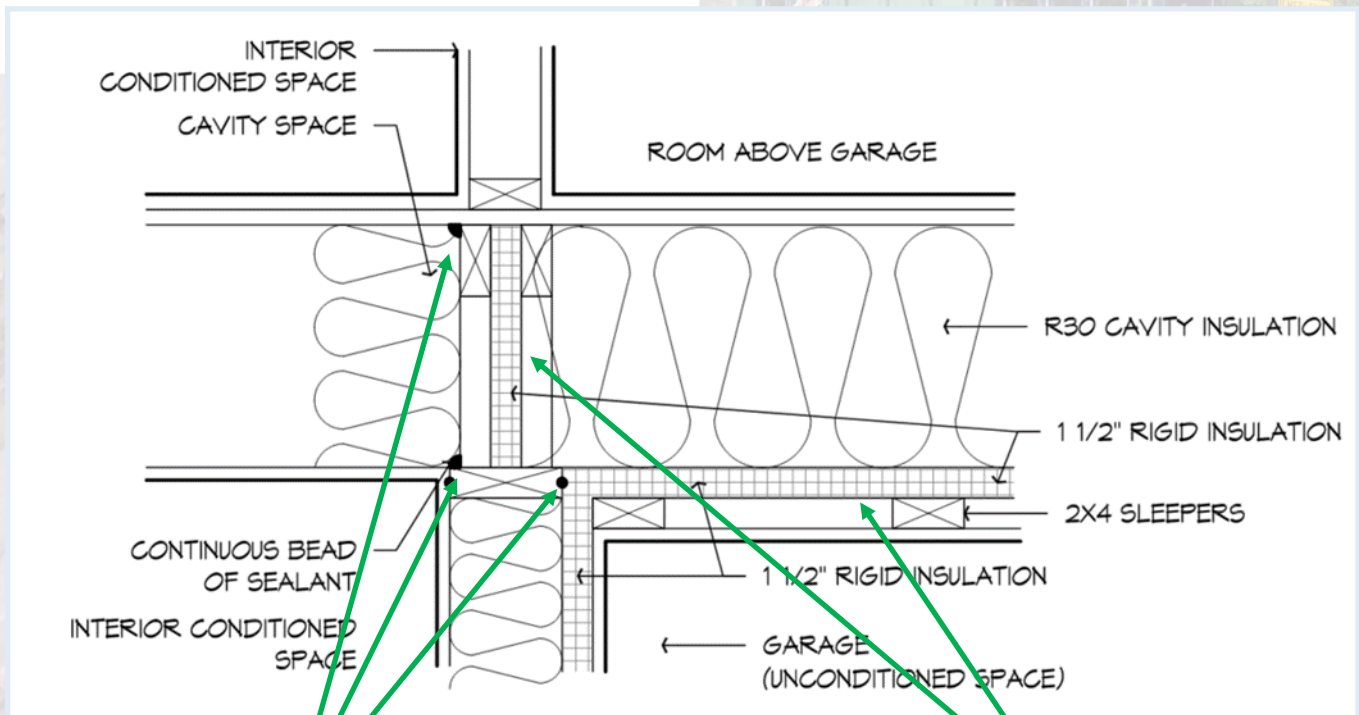 INTERIOR
CONDITIONED SPACE
CAVITY SPACE
ROOM ABOVE GARAGE
R30 CAVITY INSULATION
1 1/2" RIGID INSULATION
2X4 SLEEPERS
CONTINUOUS BEAD
OF SEALANT
1 1/2" RIGID INSULATION
INTERIOR CONDITIONED
SPACE
GARAGE
(UNCONDITIONED SPACE)